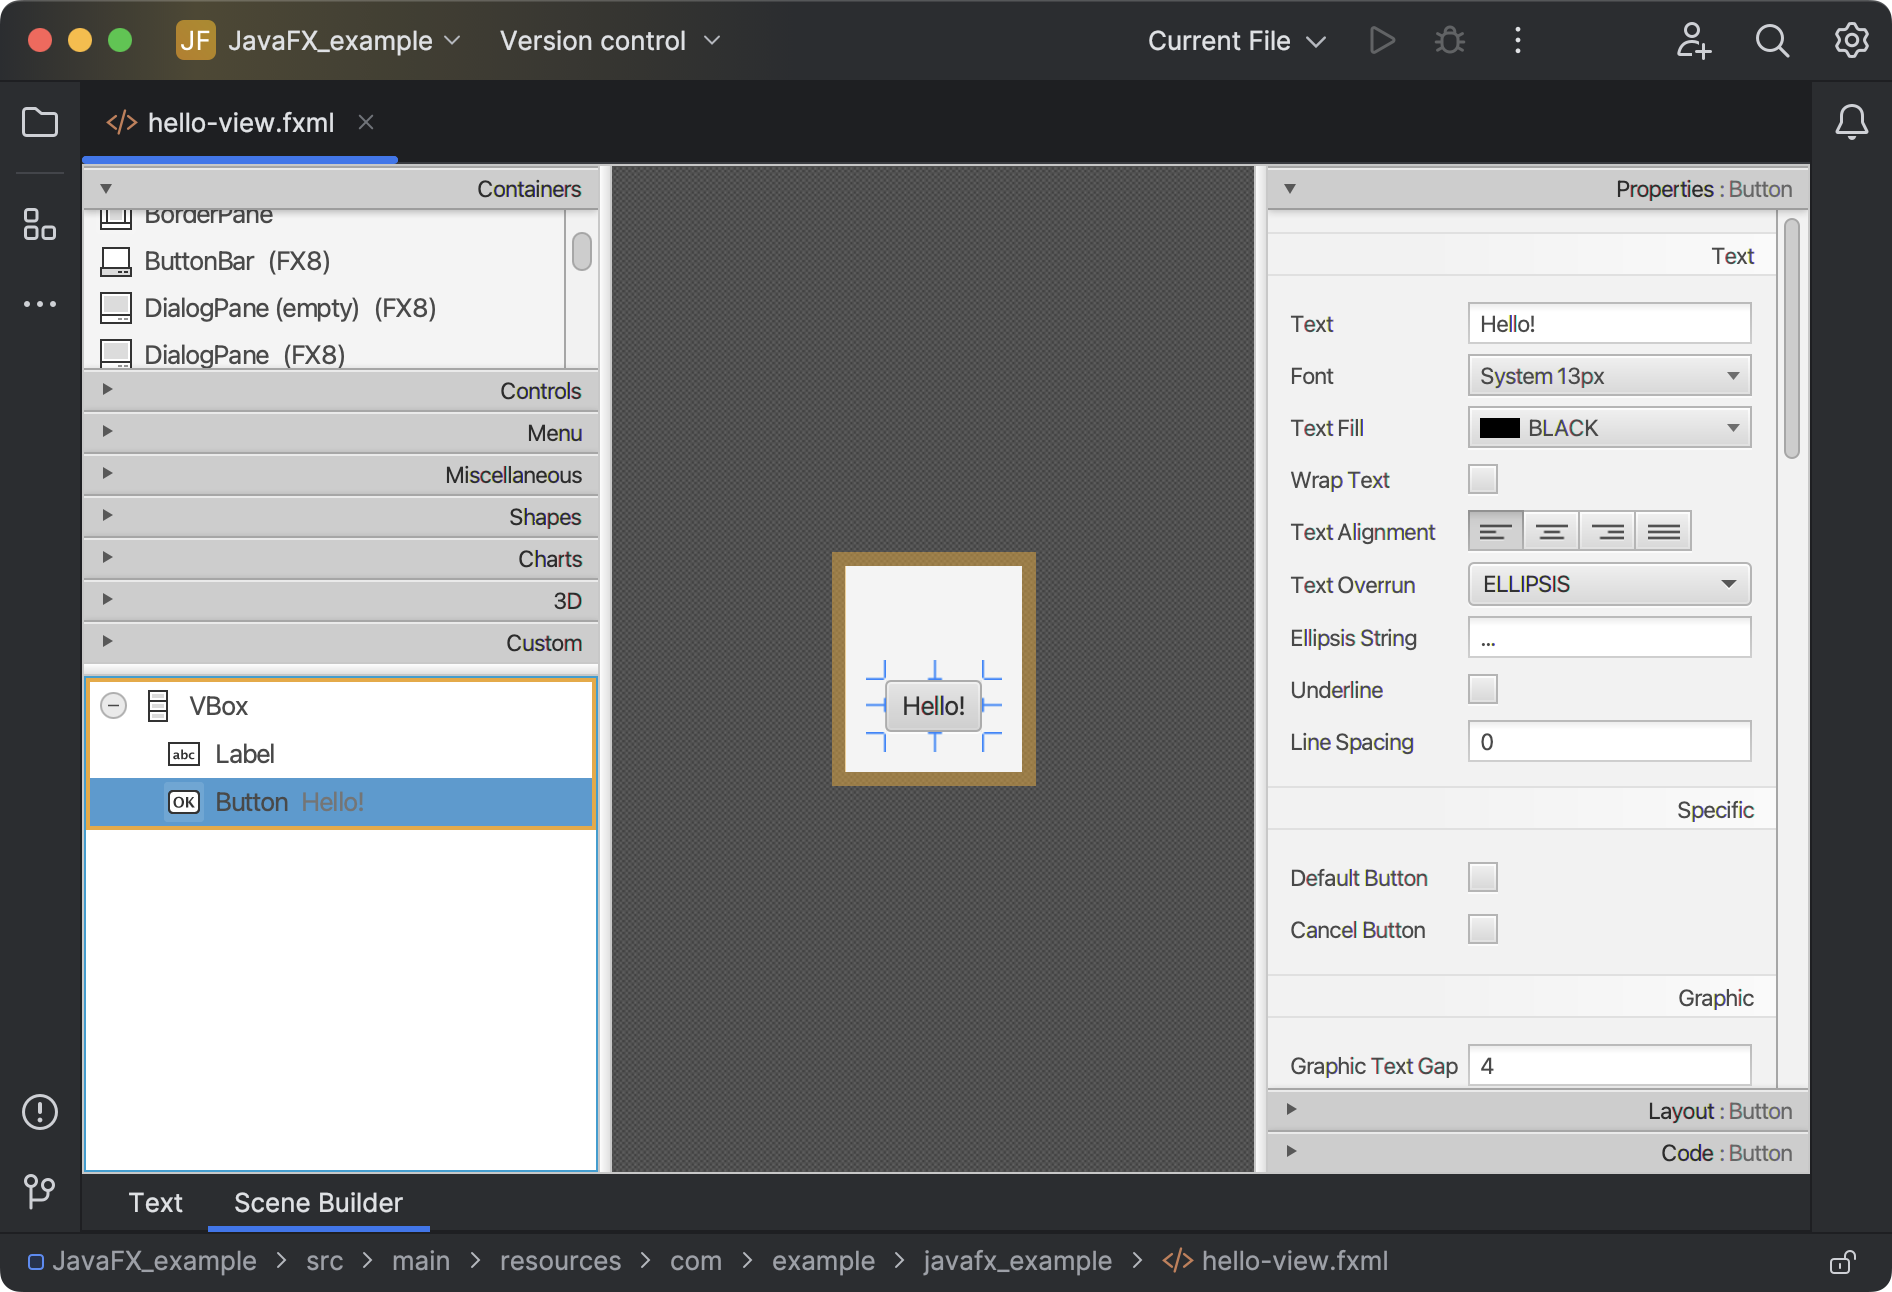 JF JavaFX_example Version control Current File
hello-view.fxml
Containers
BorderPane
ButtonBar (FX8)
DialogPane (empty) (FX8)
DialogPane (FX8)
Controls
Menu
Miscellaneous
Shapes
Charts
3D
Custom
VBox
abc Label
OK Button Hello!
Hello!
Properties : Button
Text
Text Hello!
Font System 13px
Text Fill BLACK
Wrap Text
Text Alignment
Text Overrun ELLIPSIS
Ellipsis String ...
Underline
Line Spacing 0
Specific
Default Button
Cancel Button
Graphic
Graphic Text Gap 4
Layout : Button
Code : Button
Text Scene Builder
JavaFX_example > src > main > resources > com > example > javafx_example > </> hello-view.fxml